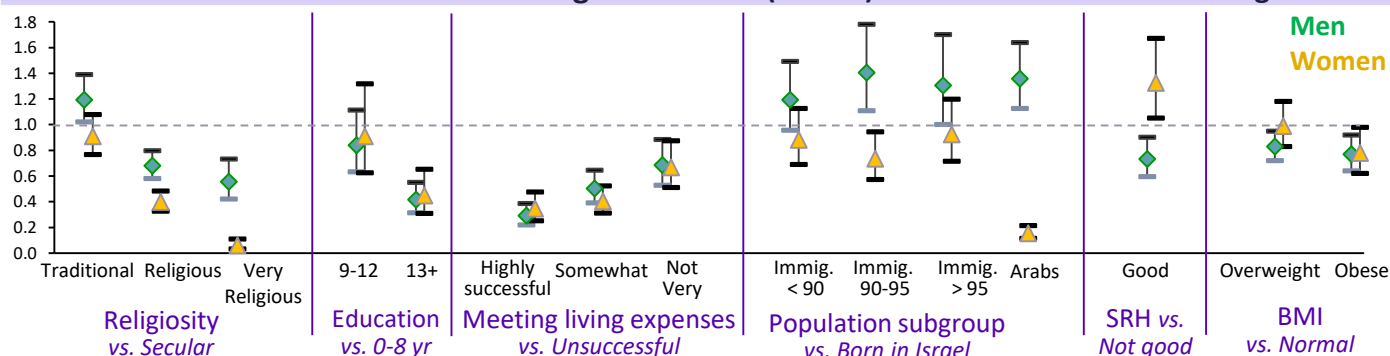 Men
Women
1.8
1.6
1.4
1.2
1.0
0.8
0.6
0.4
0.2
0.0
Traditional Religious Very Religious
9-12 13+
Highly successful Somewhat Not Very
Immig. < 90 Immig. 90-95 Immig. > 95 Arabs
Good
Overweight Obese
Religiosity
vs. Secular
Education
vs. 0-8 yr
Meeting living expenses
vs. Unsuccessful
Population subgroup
vs. Born in Israel
SRH vs.
Not good
BMI
vs. Normal